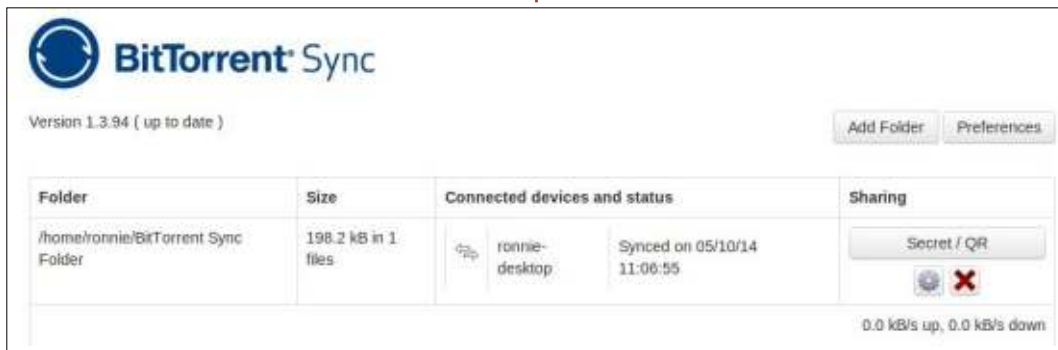 BitTorrent® Sync
Version 1.3.94 ( up to date )
Add Folder
Preferences
Folder
Size
Connected devices and status
Sharing
/home/ronnie/BitTorrent Sync
Folder
198.2 kB in 1
files
ronnie-
desktop
Synced on 05/10/14
11:06:55
Secret / QR
0.0 kB/s up, 0.0 kB/s down